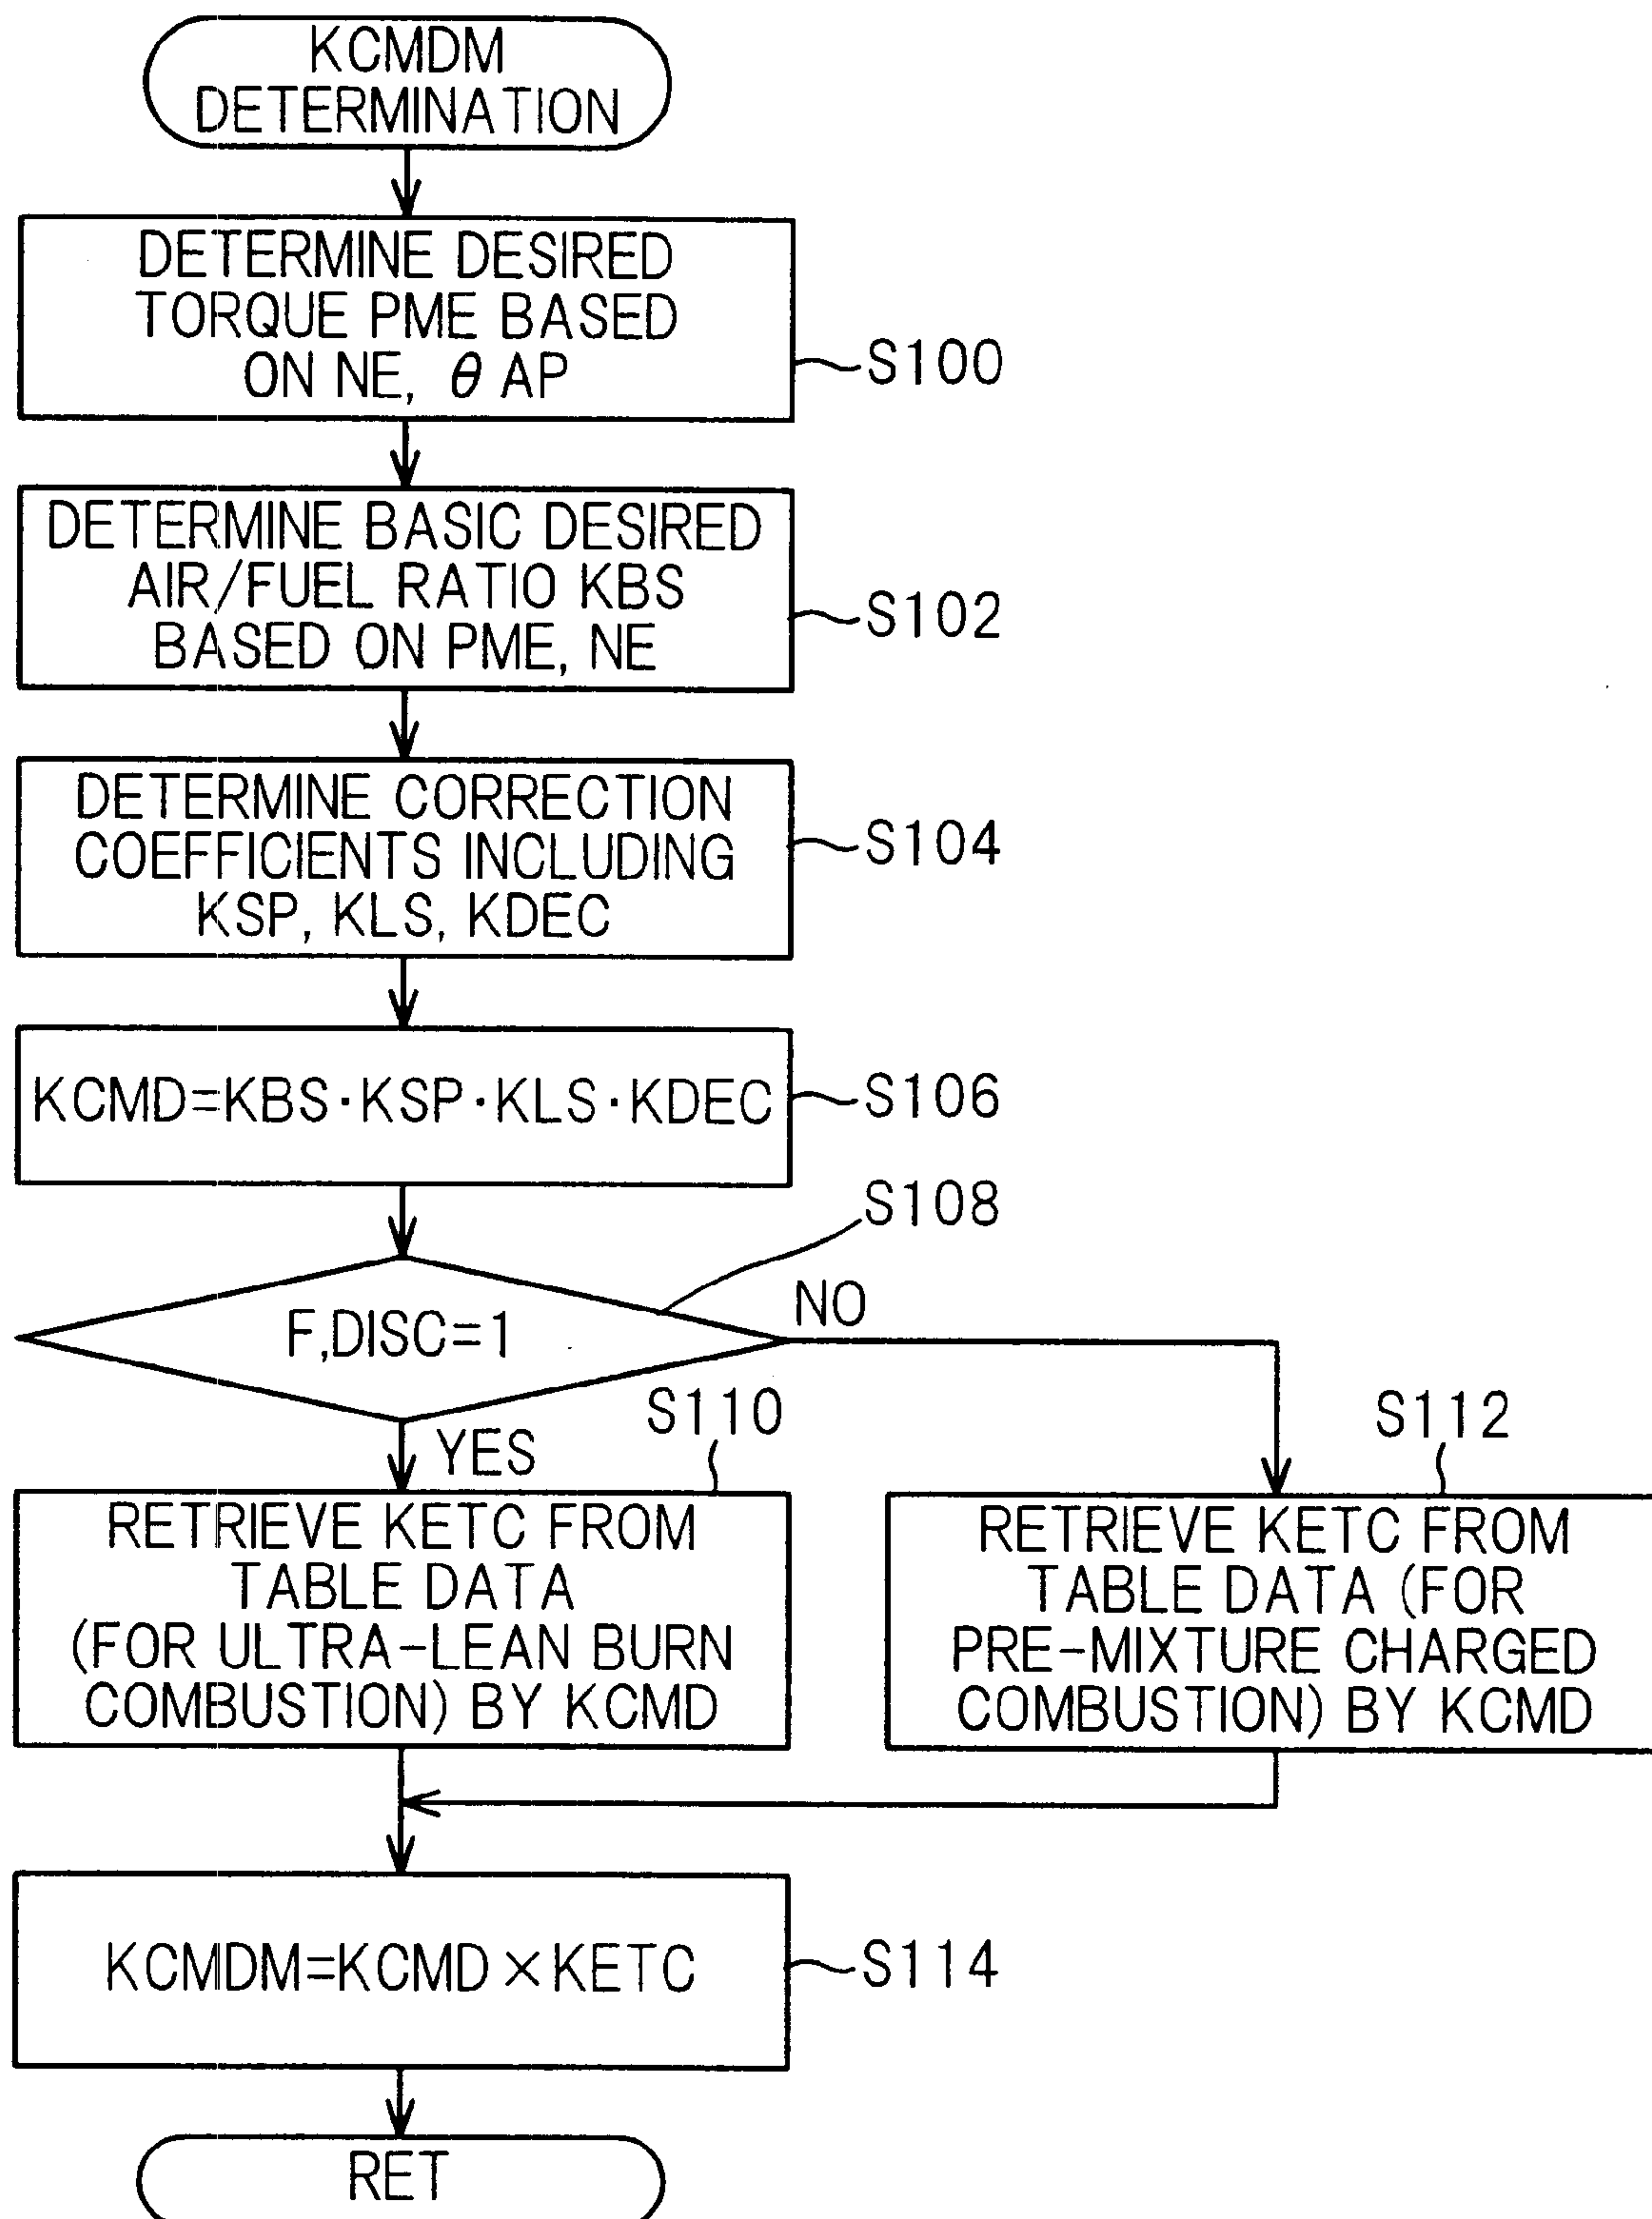 KCMDM
DETERMINATION
DETERMINE DESIRED
TORQUE PME BASED
ON NE, θ AP
S100
DETERMINE BASIC DESIRED
AIR/FUEL RATIO KBS
BASED ON PME, NE
S102
DETERMINE CORRECTION
COEFFICIENTS INCLUDING
KSP, KLS, KDEC
S104
KCMD=KBS·KSP·KLS·KDEC
S106
S108
F,DISC=1
NO
YES
S110
RETRIEVE KETC FROM
TABLE DATA
(FOR ULTRA-LEAN BURN
COMBUSTION) BY KCMD
S112
RETRIEVE KETC FROM
TABLE DATA (FOR
PRE-MIXTURE CHARGED
COMBUSTION) BY KCMD
KCMDM=KCMD×KETC
S114
RET